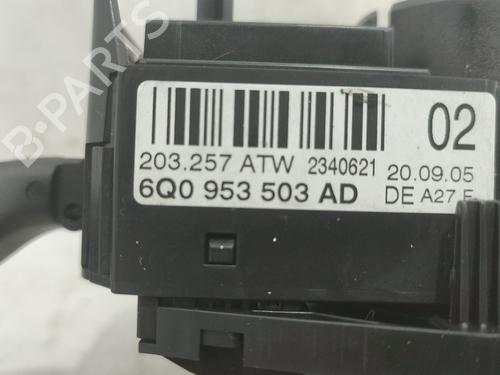 B-PARTS
02
203.257 ATW 2340621 20.09.05
6Q0 953 503 AD DE A27 F